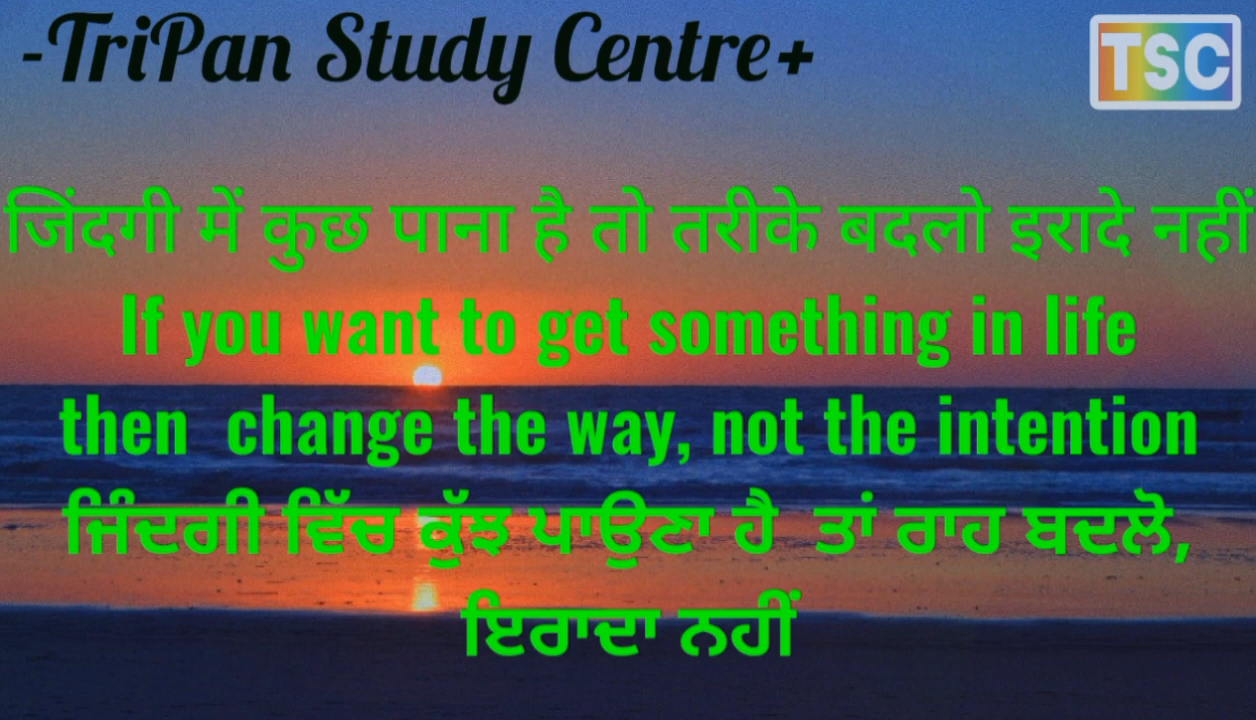 -TriPan Study Centre+
TSC
जिंदगी में कुछ पाना है तो तरीके बदलो इरादे नहीं
If you want to get something in life
then change the way, not the intention
ਜਿੰਦਗੀ ਵਿੱਚ ਕੁੱਝ ਪਾਉਣਾ ਹੈ ਤਾਂ ਰਾਹ ਬਦਲੋ,
ਇਰਾਦਾ ਨਹੀਂ